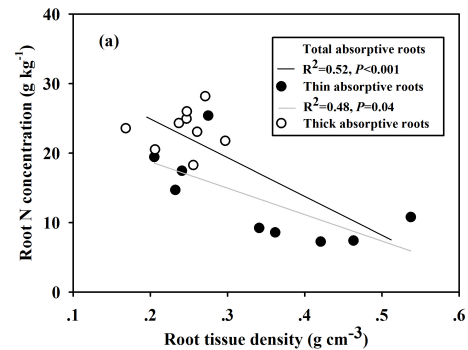 (a)
Total absorptive roots
R²=0.52, P<0.001
Thin absorptive roots
R²=0.48, P=0.04
Thick absorptive roots
Root N concentration (g kg⁻¹)
40
30
20
10
0
.1 .2 .3 .4 .5 .6
Root tissue density (g cm⁻³)